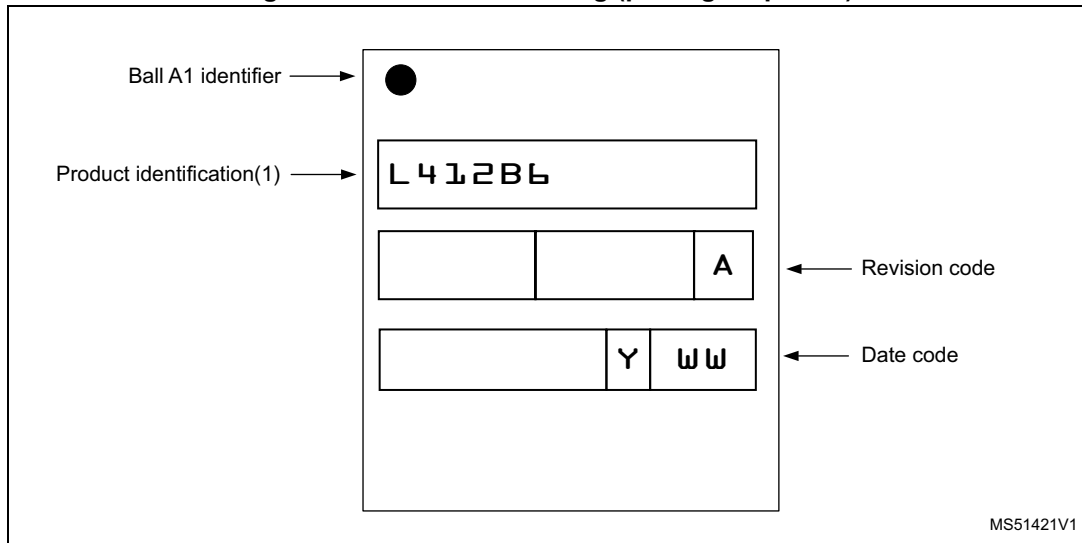 Ball A1 identifier
Product identification(1)
L412B6
A
Revision code
Y WW
Date code
MS51421V1